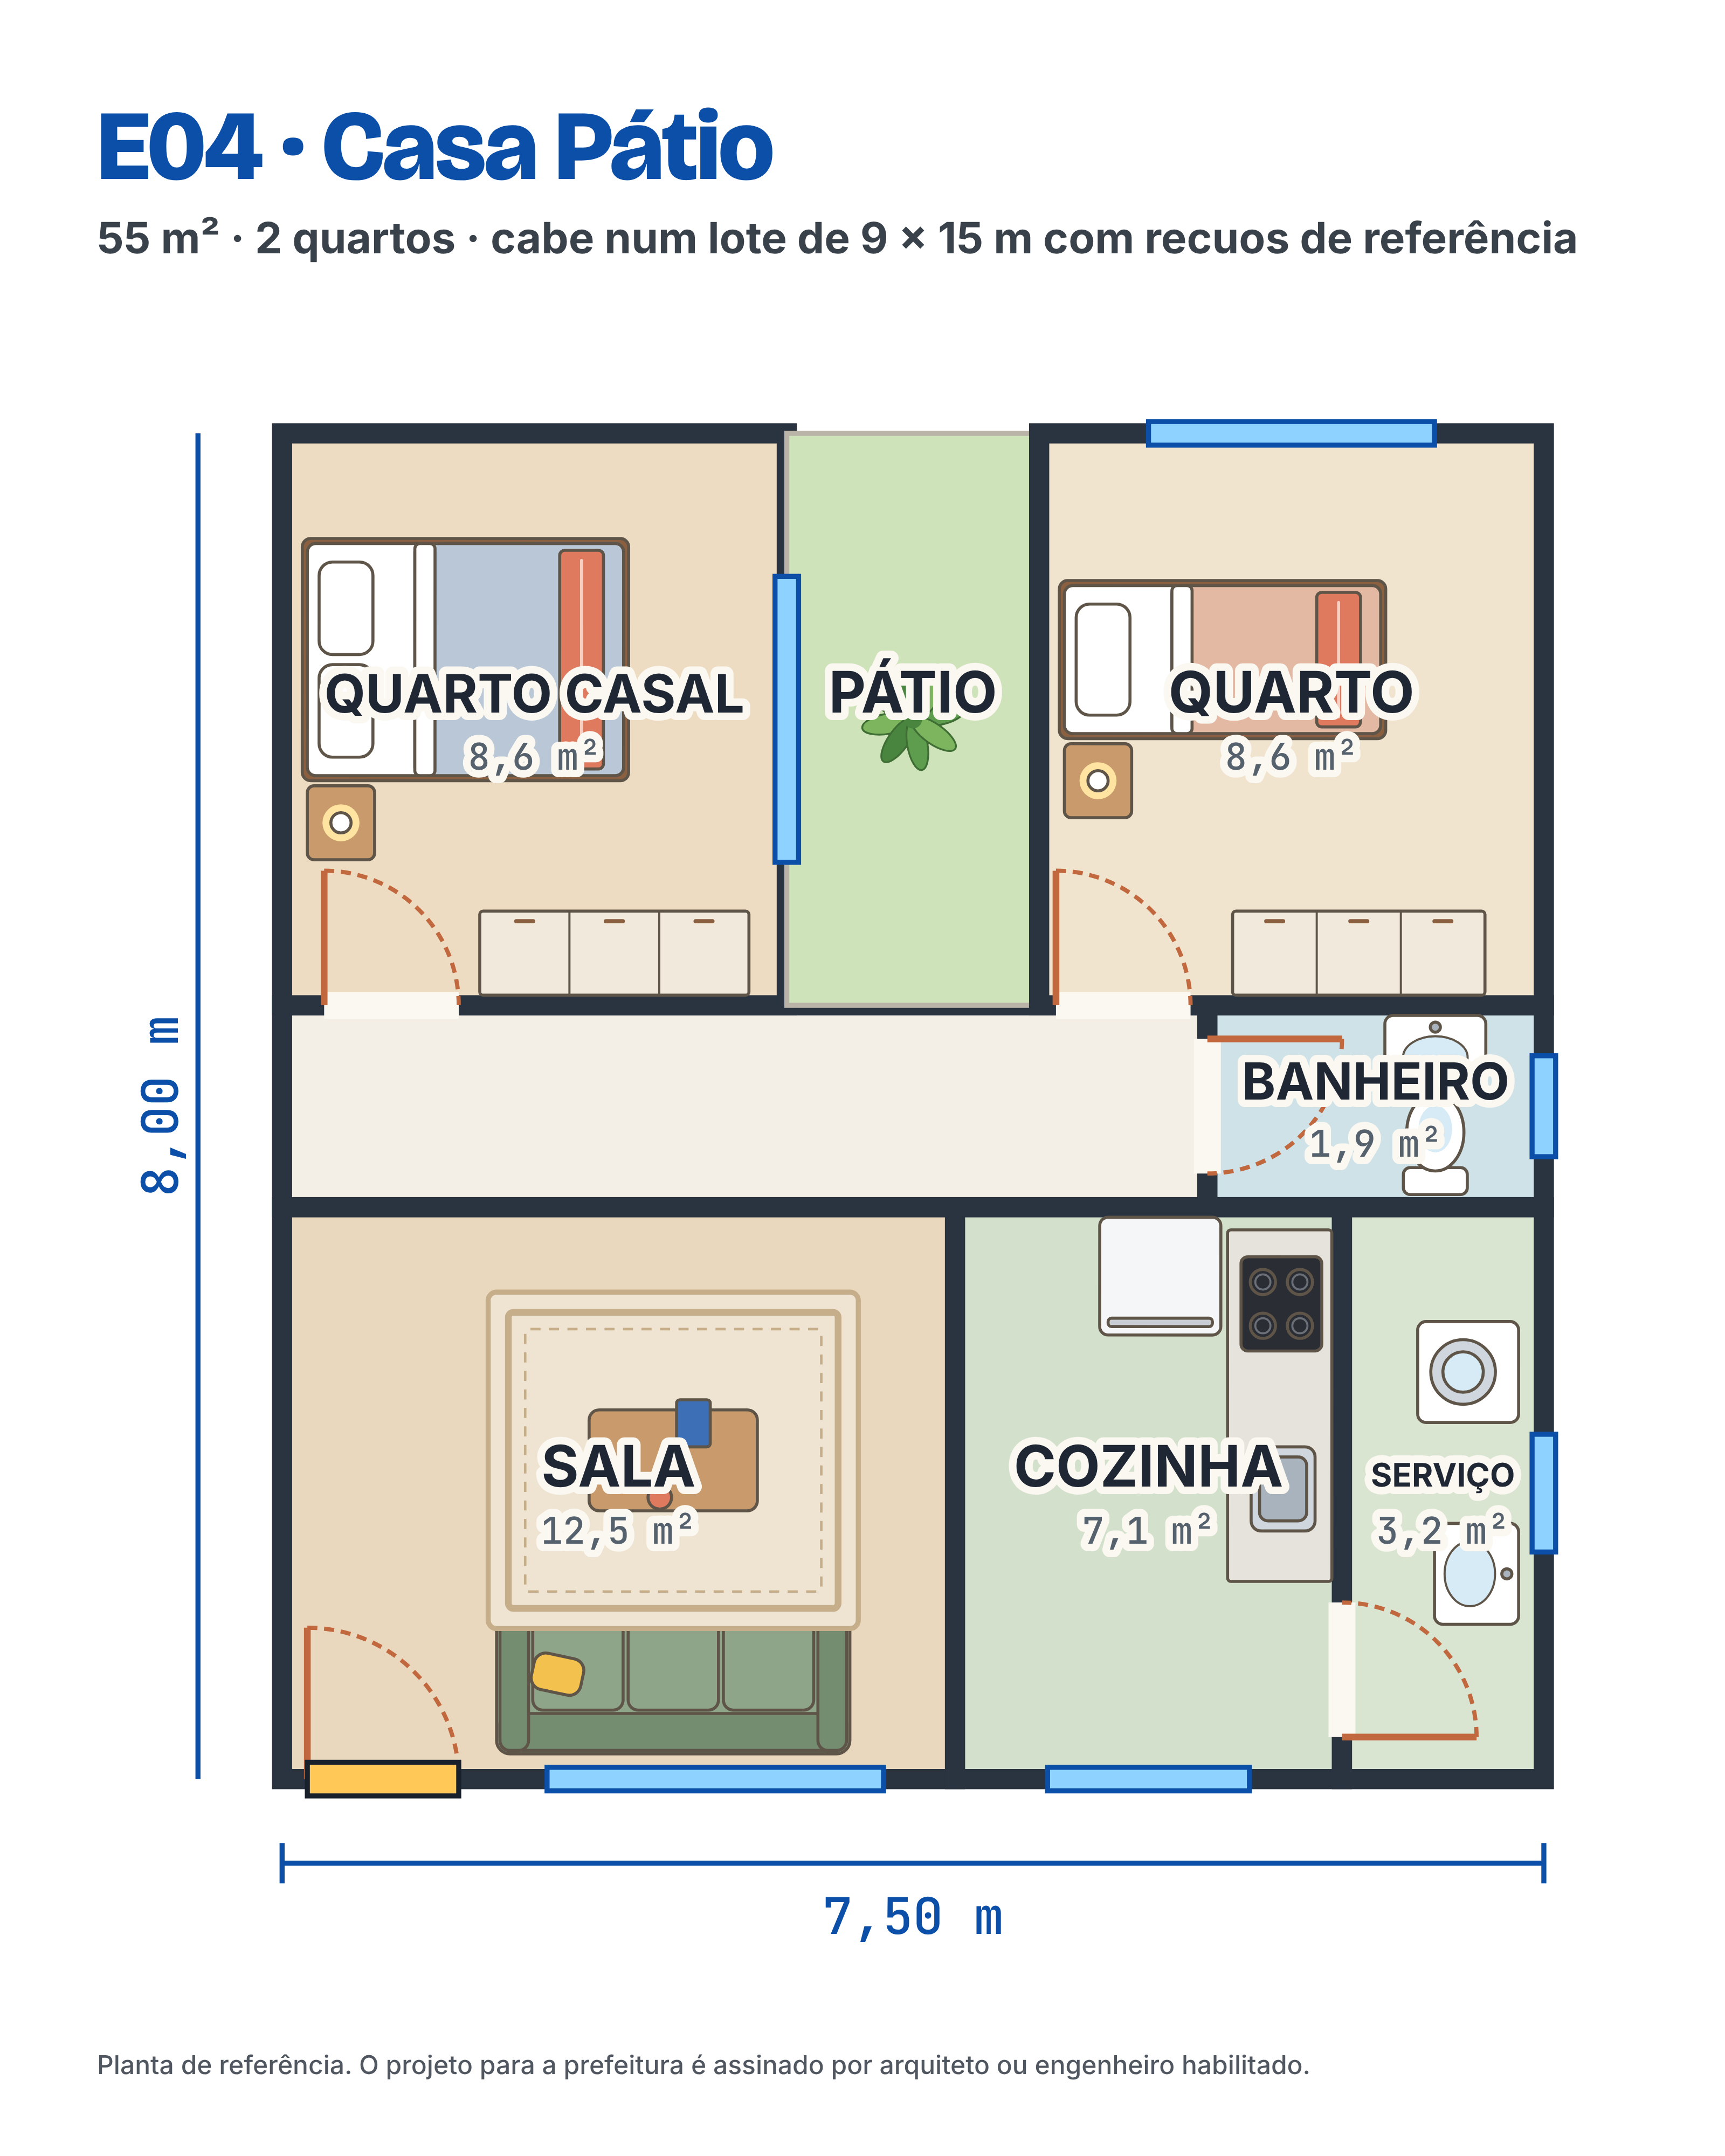 E04 · Casa Pátio
55 m² · 2 quartos · cabe num lote de 9 × 15 m com recuos de referência
QUARTO CASAL
8,6 m²
PÁTIO
QUARTO
8,6 m²
8,00 m
BANHEIRO
1,9 m²
SALA
12,5 m²
COZINHA
7,1 m²
SERVIÇO
3,2 m²
7,50 m
Planta de referência. O projeto para a prefeitura é assinado por arquiteto ou engenheiro habilitado.